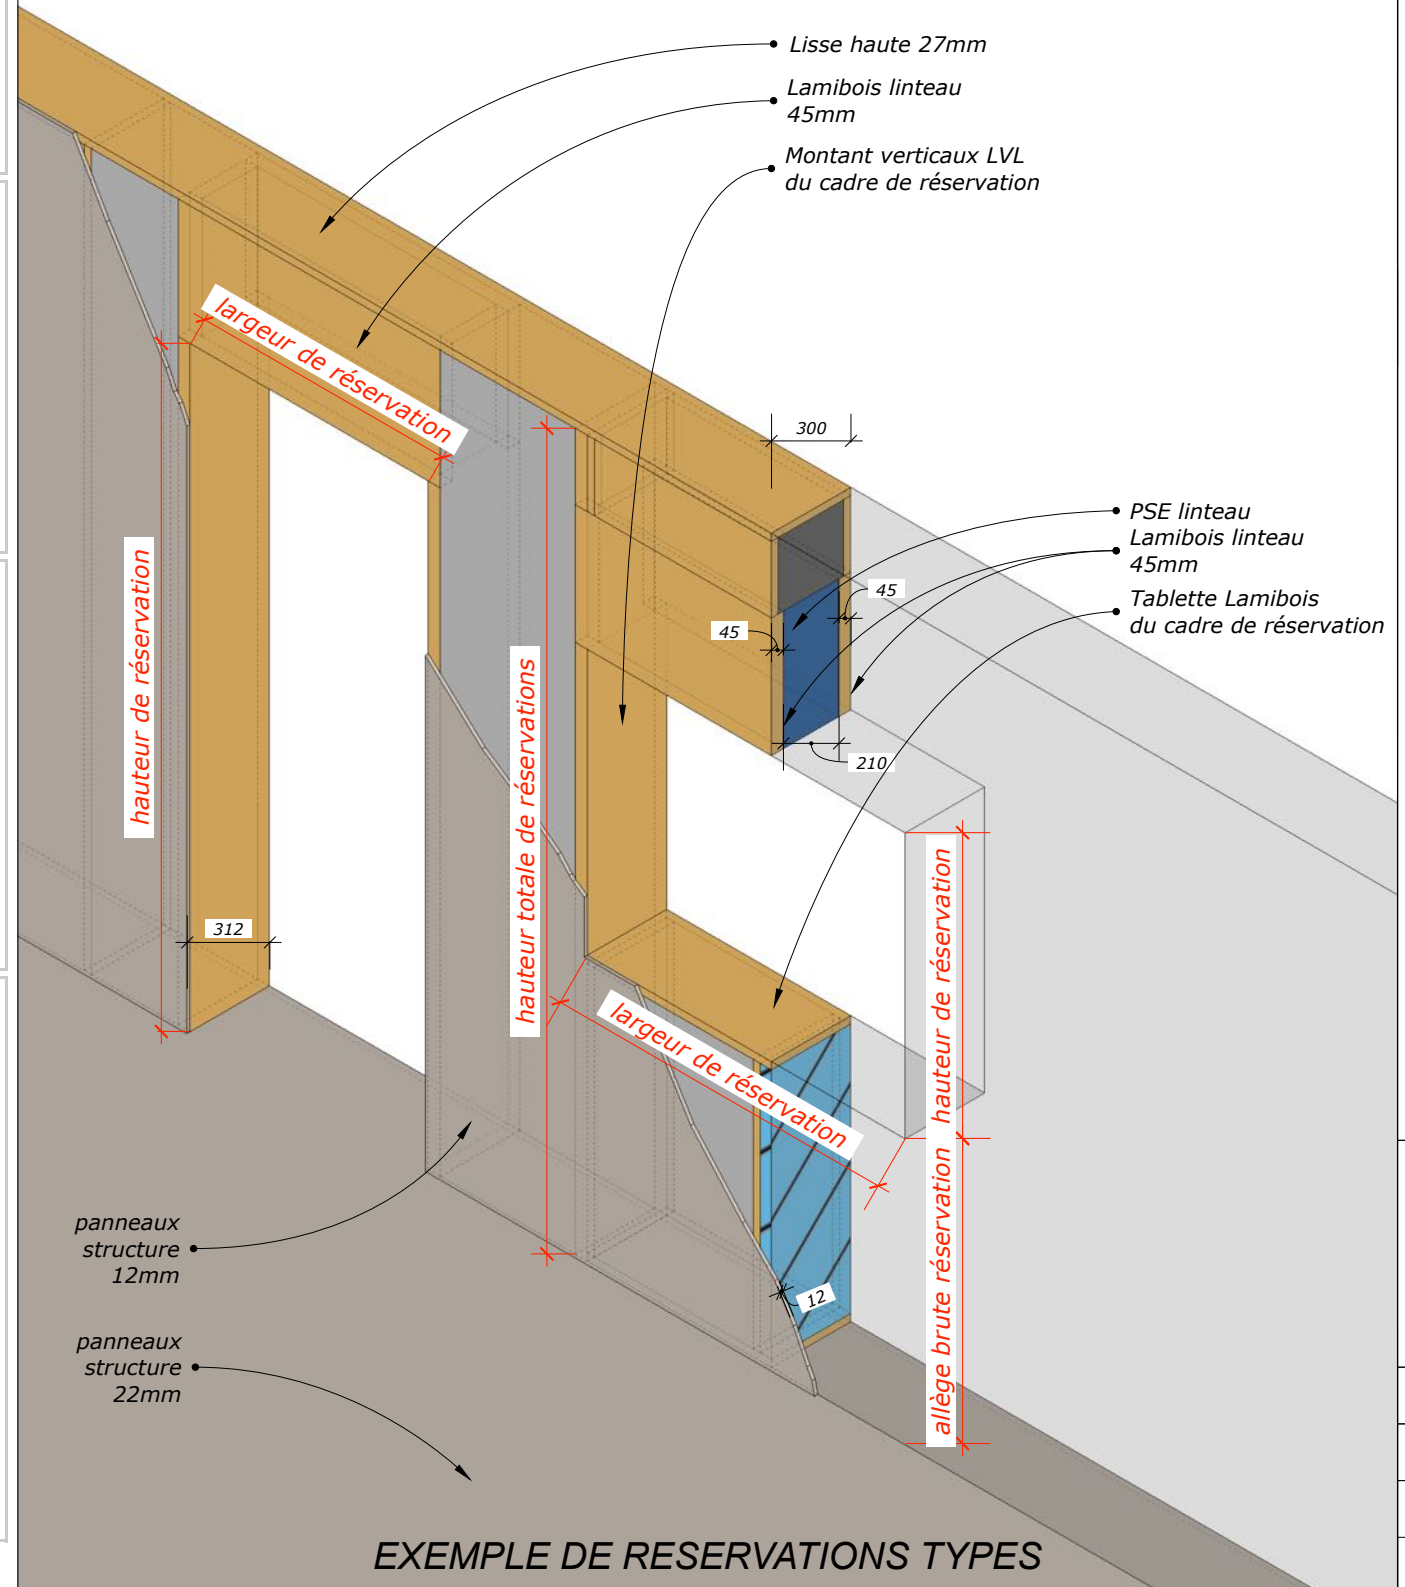 Lisse haute 27mm
Lamibois linteau
45mm
Montant verticaux LVL
du cadre de réservation
largeur de réservation
300
PSE linteau
Lamibois linteau
45mm
Tablette Lamibois
du cadre de réservation
45
45
210
hauteur de réservation
hauteur totale de réservations
312
hauteur de réservation
largeur de réservation
allège brute réservation
12
panneaux
structure
12mm
panneaux
structure
22mm
EXEMPLE DE RESERVATIONS TYPES